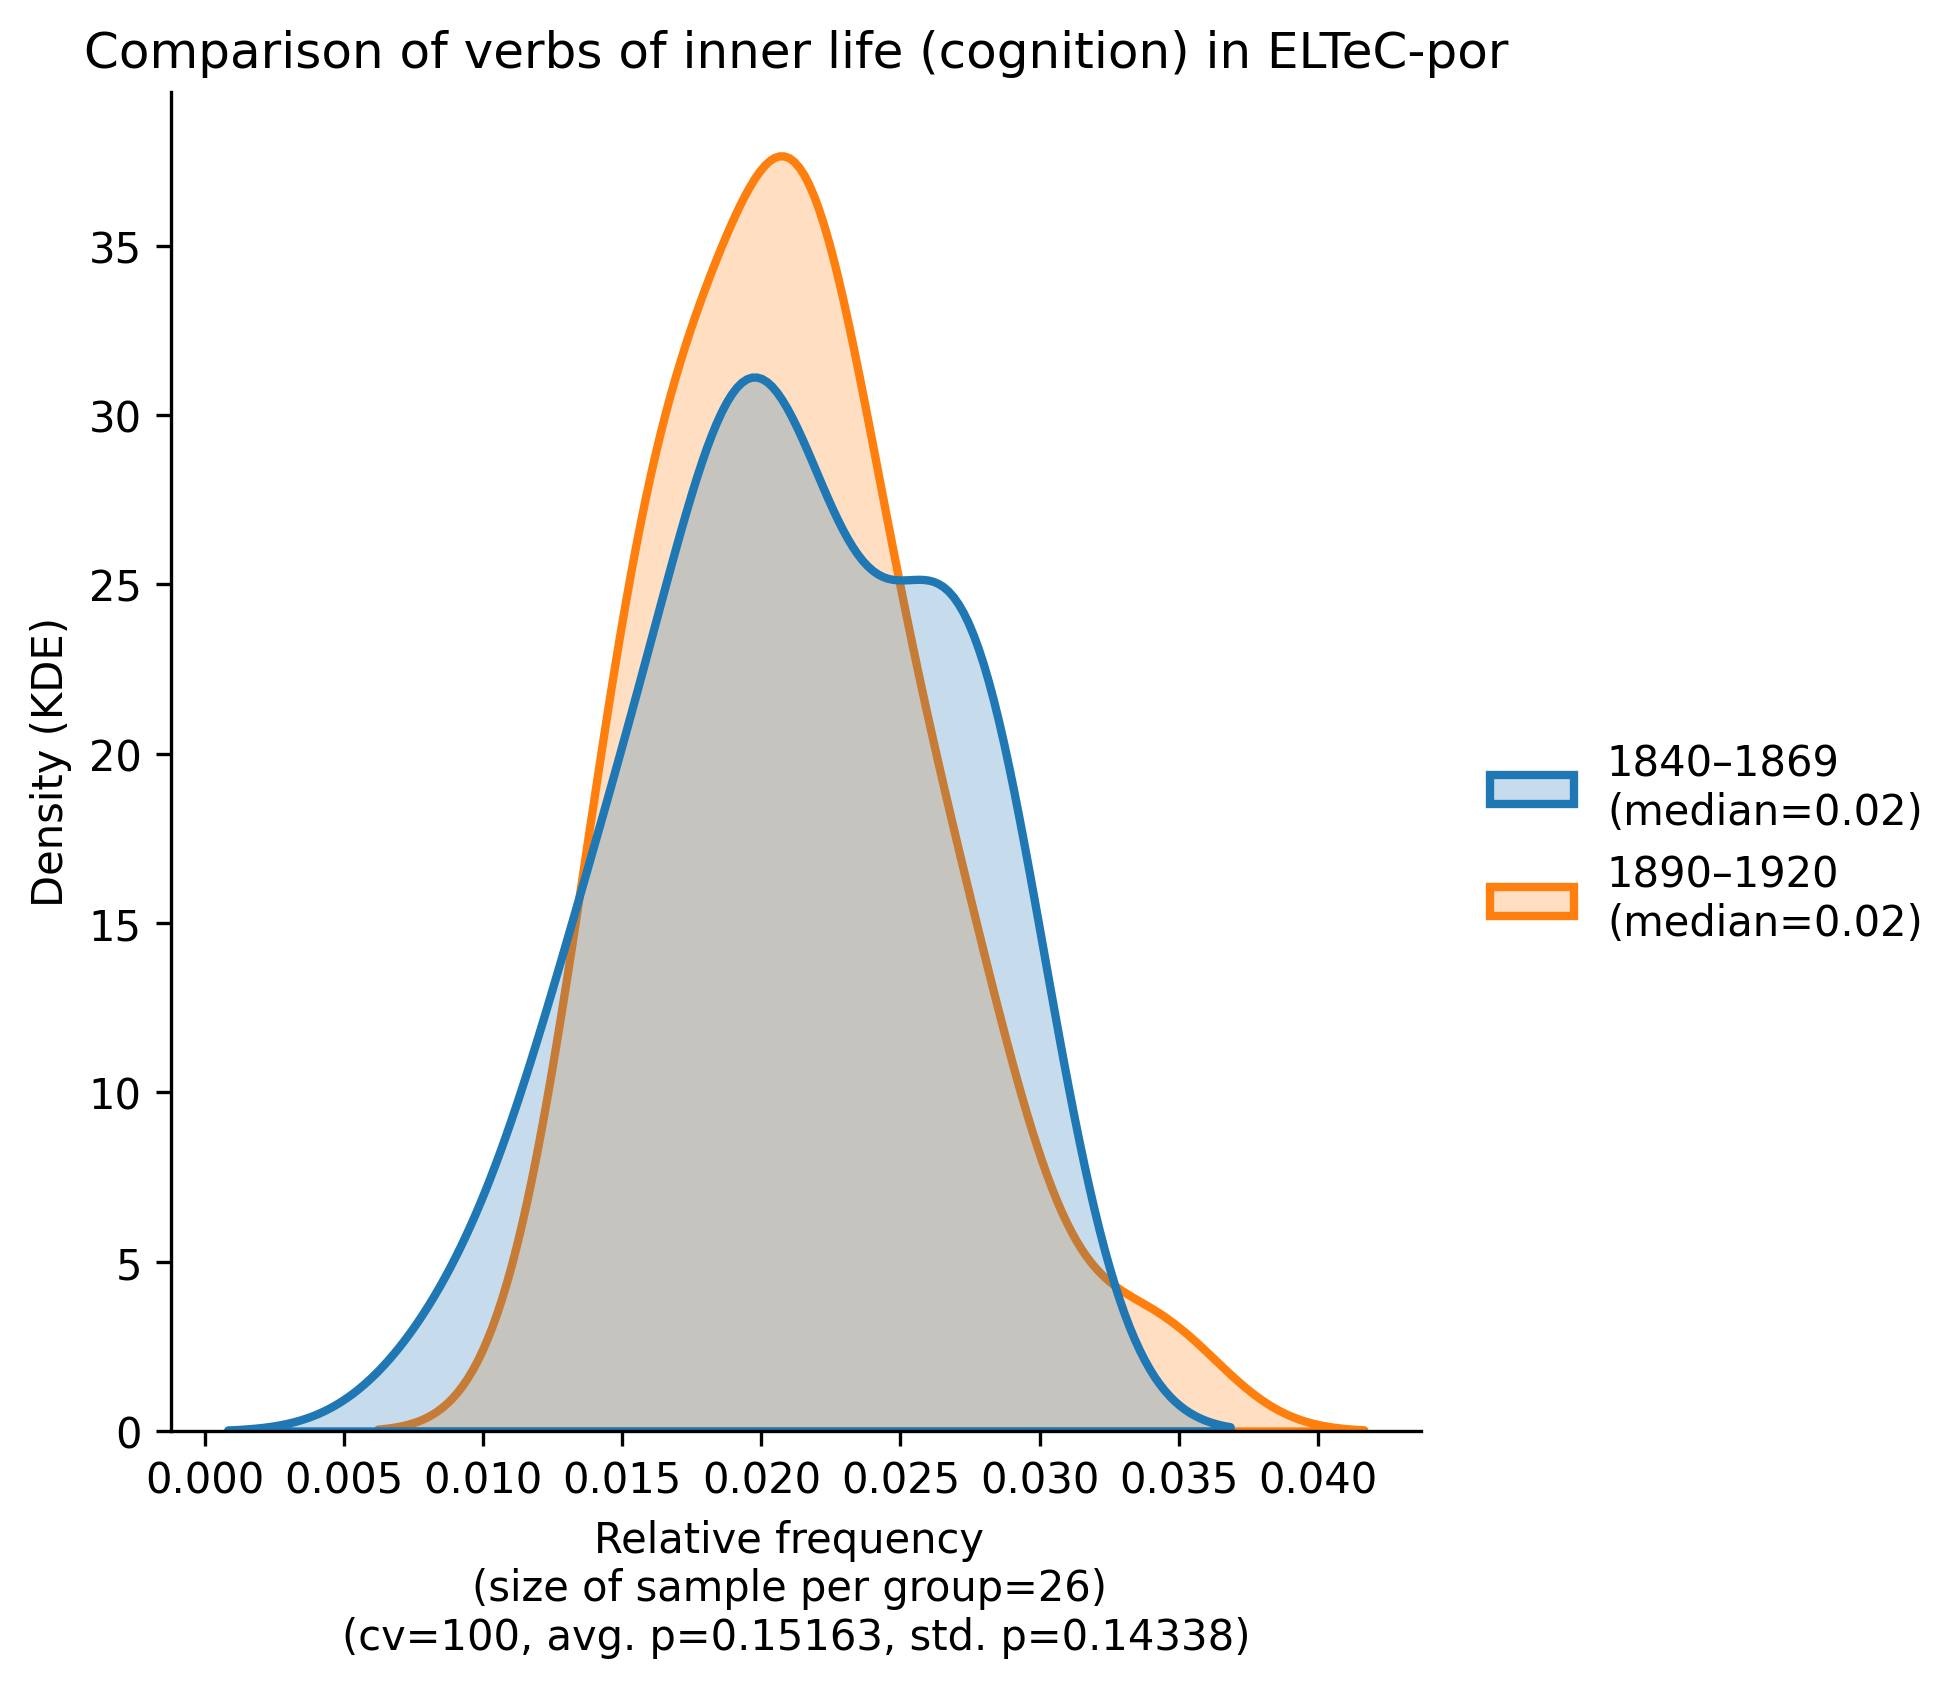 Comparison of verbs of inner life (cognition) in ELTeC-por
Density (KDE)
35
30
25
20
15
10
5
0
0.000 0.005 0.010 0.015 0.020 0.025 0.030 0.035 0.040
Relative frequency
(size of sample per group=26)
(cv=100, avg. p=0.15163, std. p=0.14338)
1840–1869
(median=0.02)
1890–1920
(median=0.02)